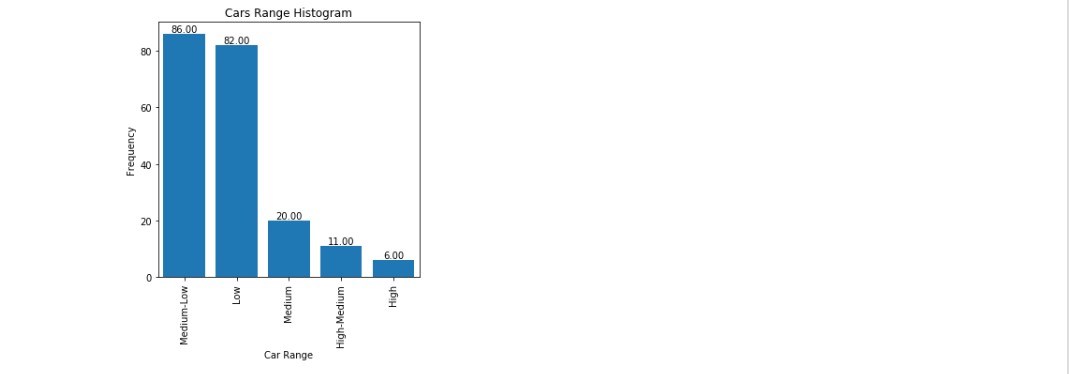 Cars Range Histogram
86.00
82.00
20.00
11.00
6.00
80
60
40
20
0
Frequency
Medium-Low
Low
Medium
High-Medium
High
Car Range